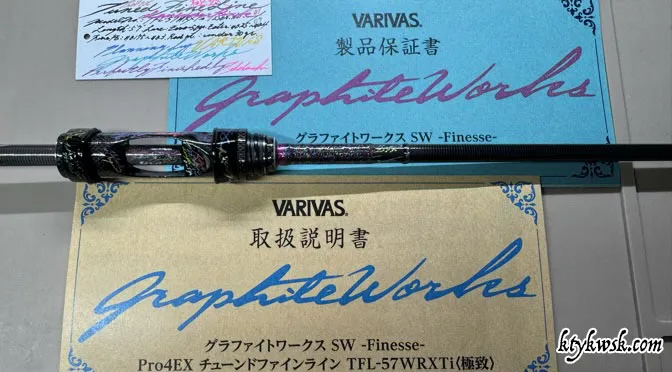 Tuned Fine Line
VARIVAS®
製品保証書
GraphiteWorks
グラファイトワークス SW -Finesse-
VARIVAS®
取扱説明書
GraphiteWorks
グラファイトワークス SW -Finesse-
Pro4EX チューンドファインライン TFL-57WRXTi〈極致〉
ktykwsk.com